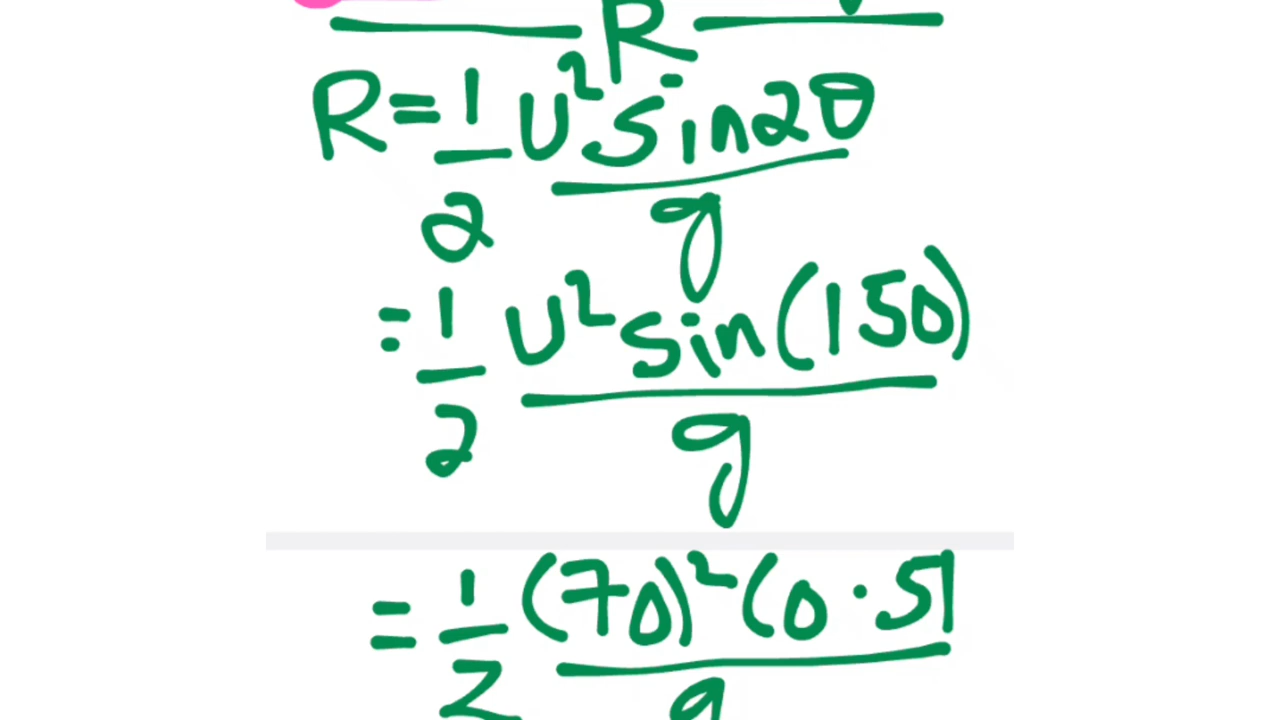 R
R = 1/2 U² Sin2θ / g
= 1/2 U² Sin(150) / g
= 1/2 (70)² (0.5) / g